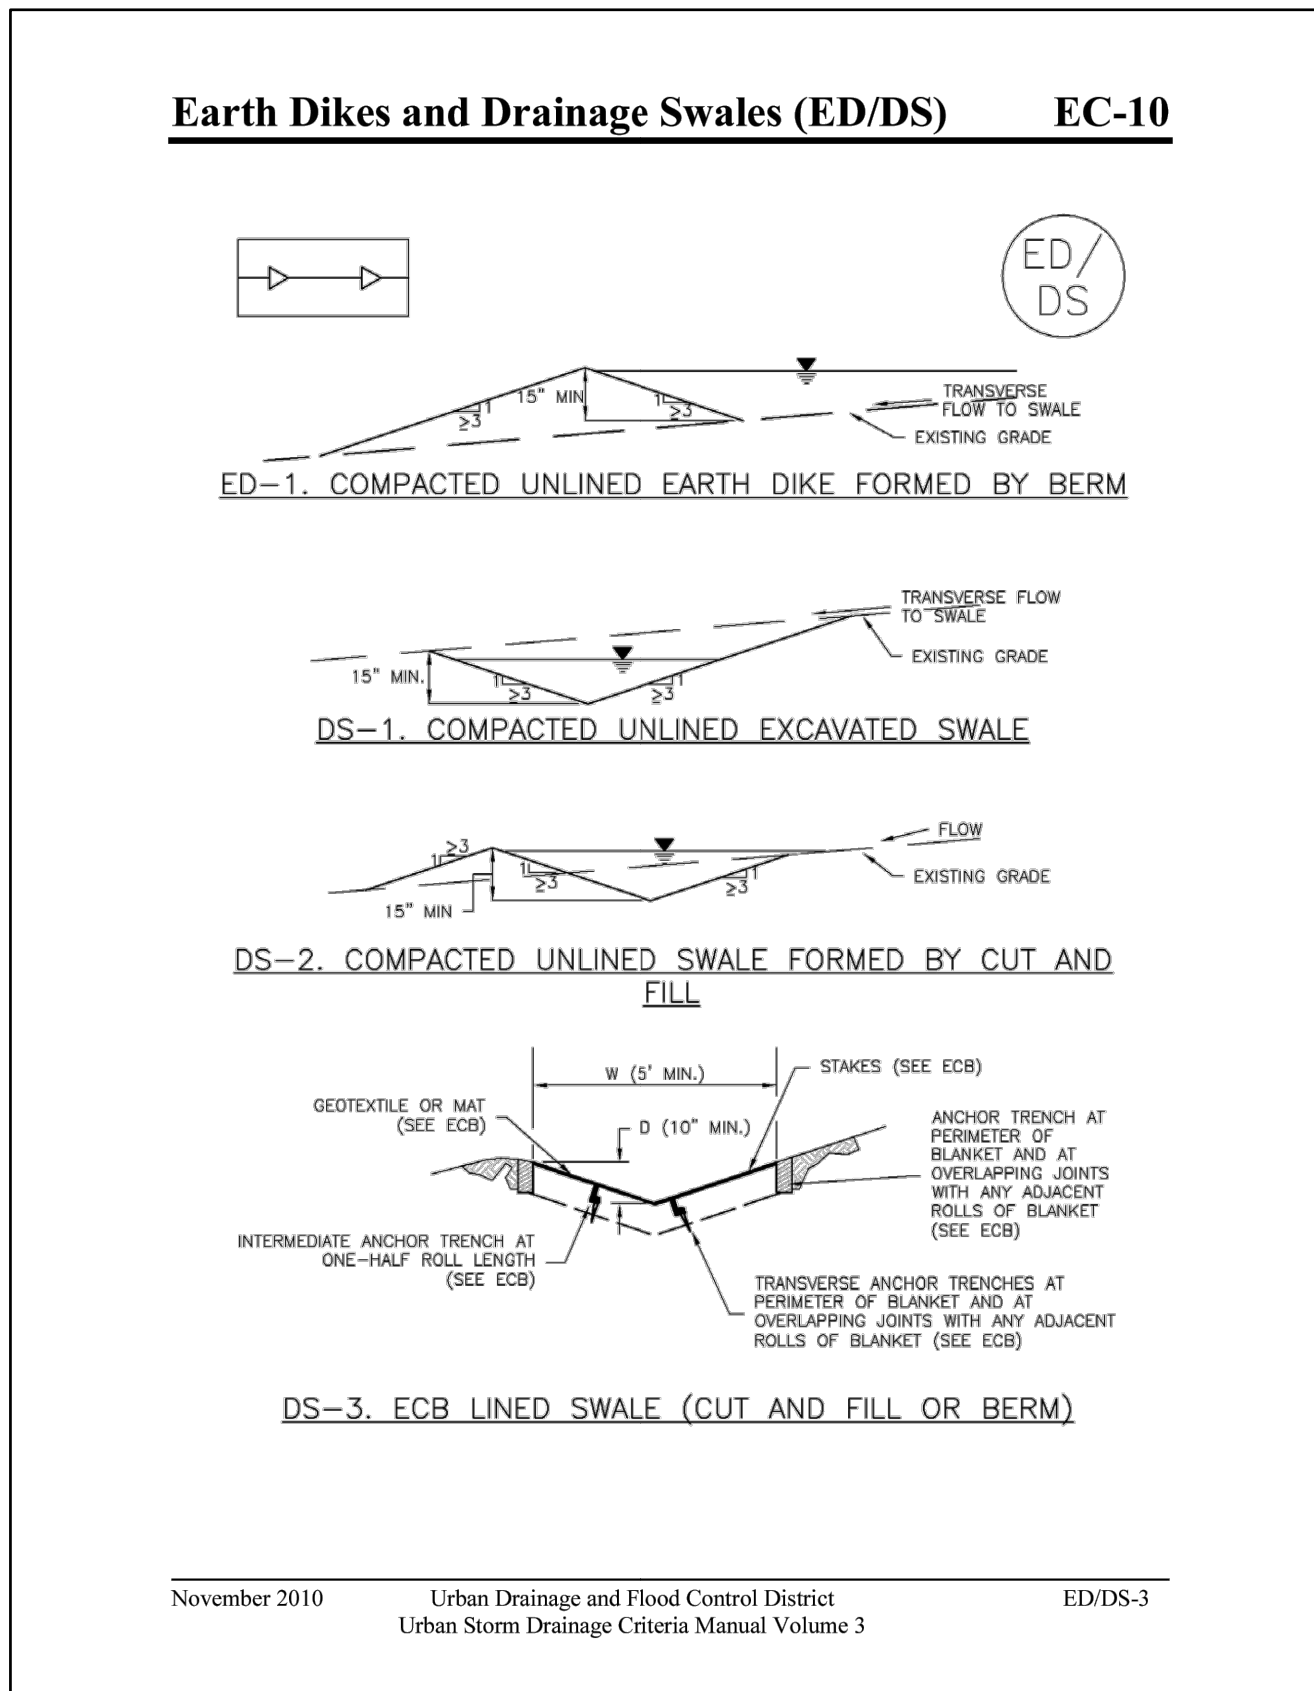 Earth Dikes and Drainage Swales (ED/DS) EC-10
ED/
DS
15" MIN
1
≥3
1
≥3
TRANSVERSE
FLOW TO SWALE
EXISTING GRADE
ED-1. COMPACTED UNLINED EARTH DIKE FORMED BY BERM
TRANSVERSE FLOW
TO SWALE
EXISTING GRADE
15" MIN.
1
≥3
1
≥3
DS-1. COMPACTED UNLINED EXCAVATED SWALE
FLOW
≥3
1
1
≥3
1
≥3
EXISTING GRADE
15" MIN
DS-2. COMPACTED UNLINED SWALE FORMED BY CUT AND
FILL
W (5' MIN.)
STAKES (SEE ECB)
GEOTEXTILE OR MAT
(SEE ECB)
D (10" MIN.)
ANCHOR TRENCH AT
PERIMETER OF
BLANKET AND AT
OVERLAPPING JOINTS
WITH ANY ADJACENT
ROLLS OF BLANKET
(SEE ECB)
INTERMEDIATE ANCHOR TRENCH AT
ONE-HALF ROLL LENGTH
(SEE ECB)
TRANSVERSE ANCHOR TRENCHES AT
PERIMETER OF BLANKET AND AT
OVERLAPPING JOINTS WITH ANY ADJACENT
ROLLS OF BLANKET (SEE ECB)
DS-3. ECB LINED SWALE (CUT AND FILL OR BERM)
November 2010 Urban Drainage and Flood Control District ED/DS-3
Urban Storm Drainage Criteria Manual Volume 3